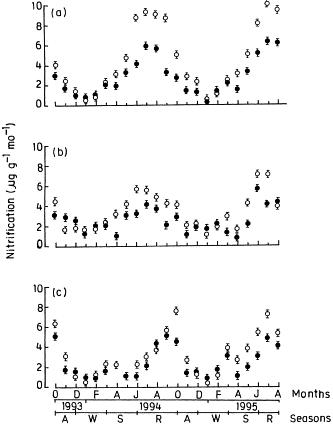 (a)
10
8
6
4
2
0
(b)
10
8
6
4
2
0
Nitrification (µg g⁻¹ mo⁻¹)
(c)
10
8
6
4
2
0
O D F A J A O D F A J A Months
1993 1994 1995
A W S R A W S R Seasons